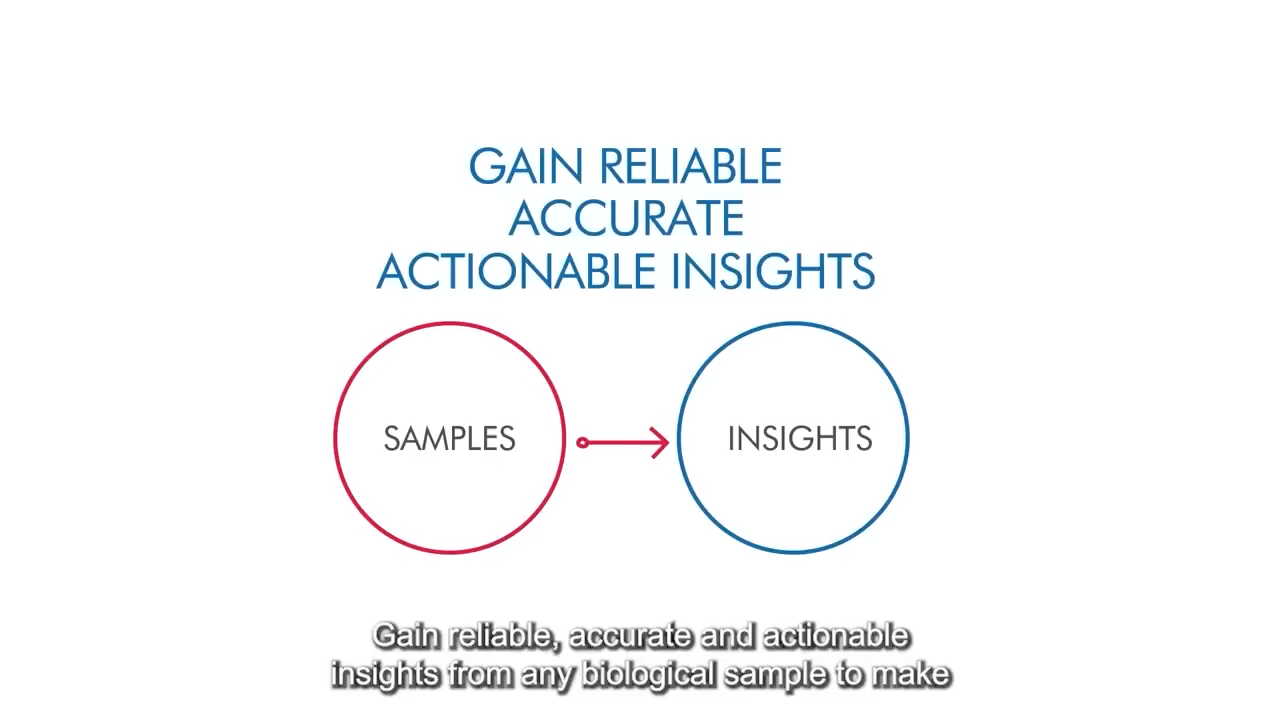 GAIN RELIABLE
ACCURATE
ACTIONABLE INSIGHTS
SAMPLES
INSIGHTS
Gain reliable, accurate and actionable
insights from any biological sample to make